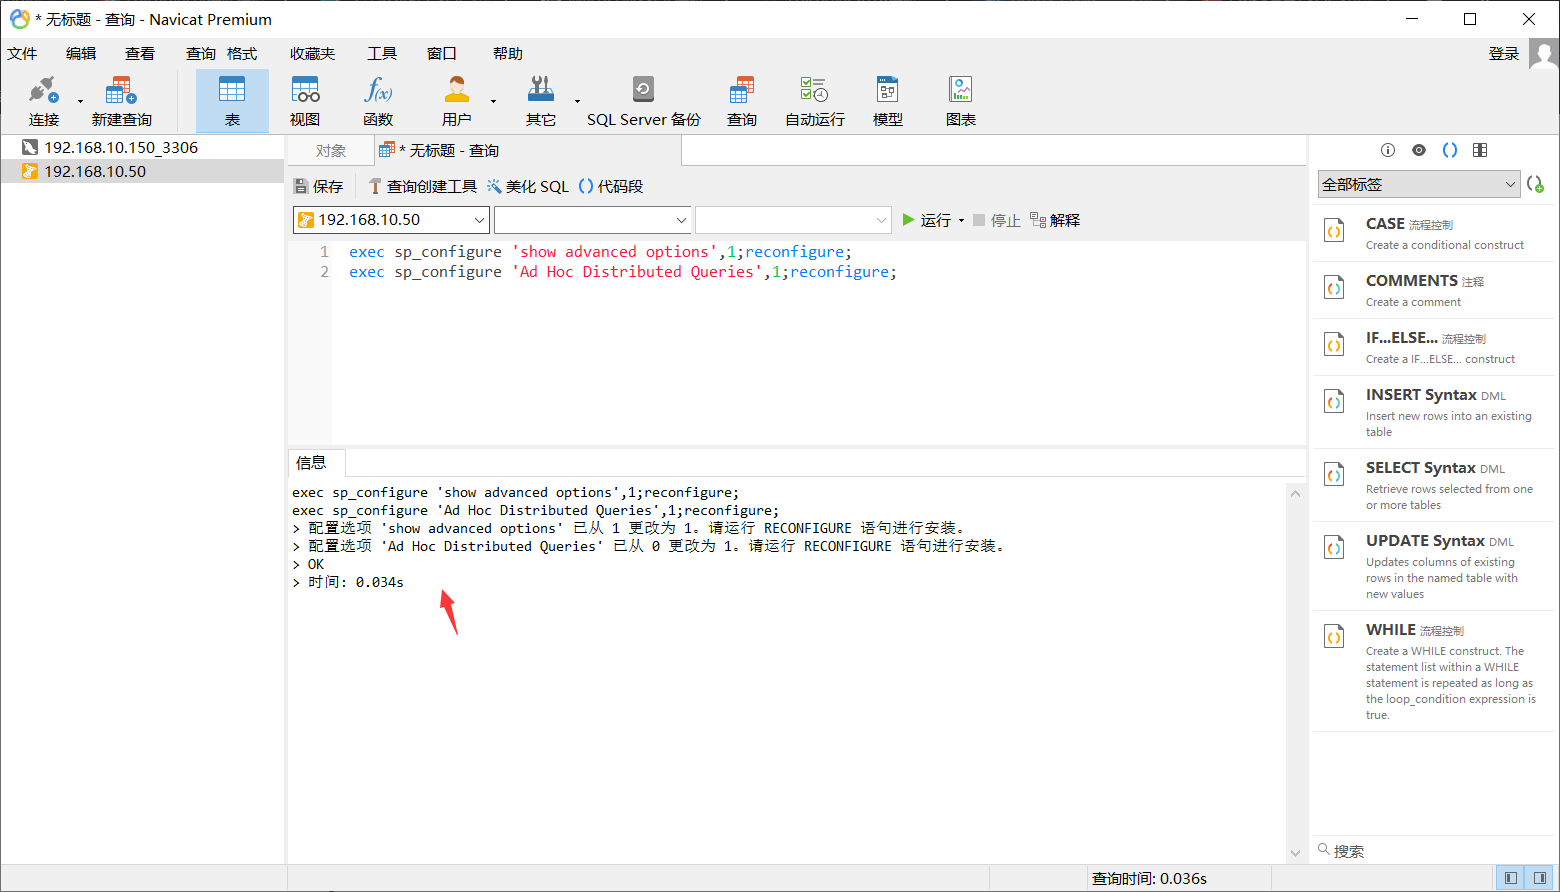 * 无标题 - 查询 - Navicat Premium
文件 编辑 查看 查询 格式 收藏夹 工具 窗口 帮助 登录
连接 新建查询 表 视图 函数 用户 其它 SQL Server 备份 查询 自动运行 模型 图表
192.168.10.150_3306
192.168.10.50
对象 * 无标题 - 查询
保存 查询创建工具 美化 SQL 代码段
192.168.10.50 运行 停止 解释
1 exec sp_configure 'show advanced options',1;reconfigure;
2 exec sp_configure 'Ad Hoc Distributed Queries',1;reconfigure;
信息
exec sp_configure 'show advanced options',1;reconfigure;
exec sp_configure 'Ad Hoc Distributed Queries',1;reconfigure;
> 配置选项 'show advanced options' 已从 1 更改为 1。请运行 RECONFIGURE 语句进行安装。
> 配置选项 'Ad Hoc Distributed Queries' 已从 0 更改为 1。请运行 RECONFIGURE 语句进行安装。
> OK
> 时间: 0.034s
全部标签
CASE 流程控制
Create a conditional construct
COMMENTS 注释
Create a comment
IF...ELSE... 流程控制
Create a IF...ELSE... construct
INSERT Syntax DML
Insert new rows into an existing
table
SELECT Syntax DML
Retrieve rows selected from one
or more tables
UPDATE Syntax DML
Updates columns of existing
rows in the named table with
new values
WHILE 流程控制
Create a WHILE construct. The
statement list within a WHILE
statement is repeated as long as
the loop_condition expression is
true.
搜索
查询时间: 0.036s